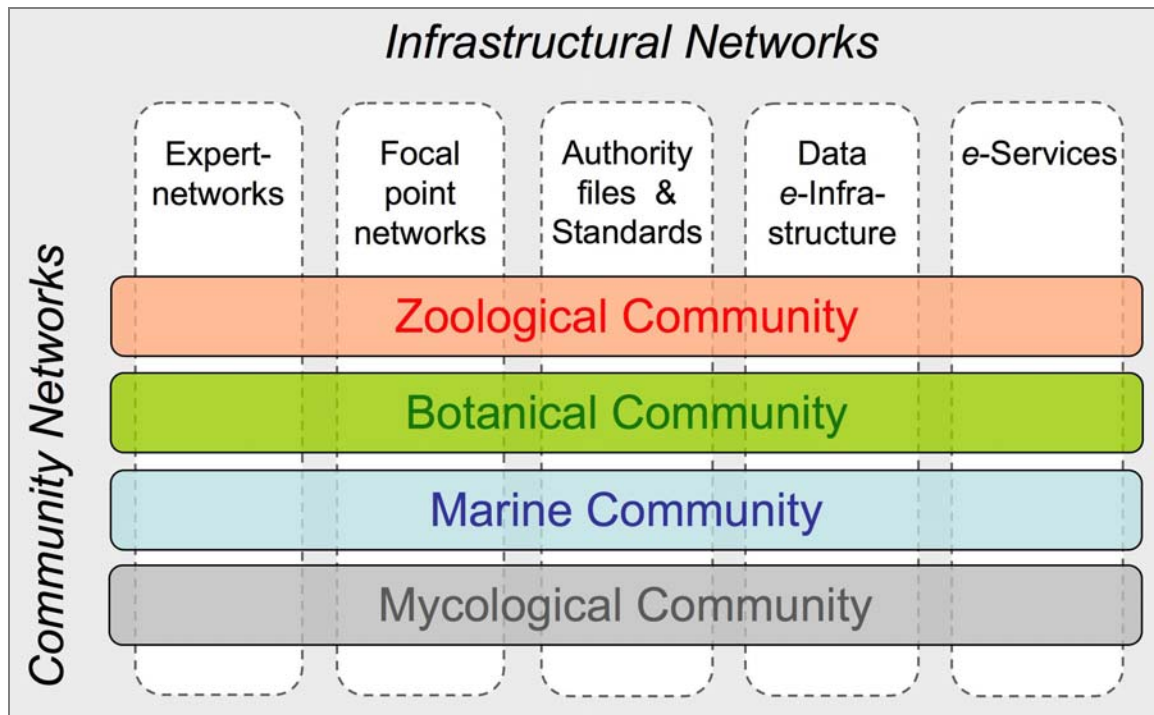 Infrastructural Networks
Expert-
networks
Focal
point
networks
Authority
files &
Standards
Data
e-Infra-
structure
e-Services
Community Networks
Zoological Community
Botanical Community
Marine Community
Mycological Community